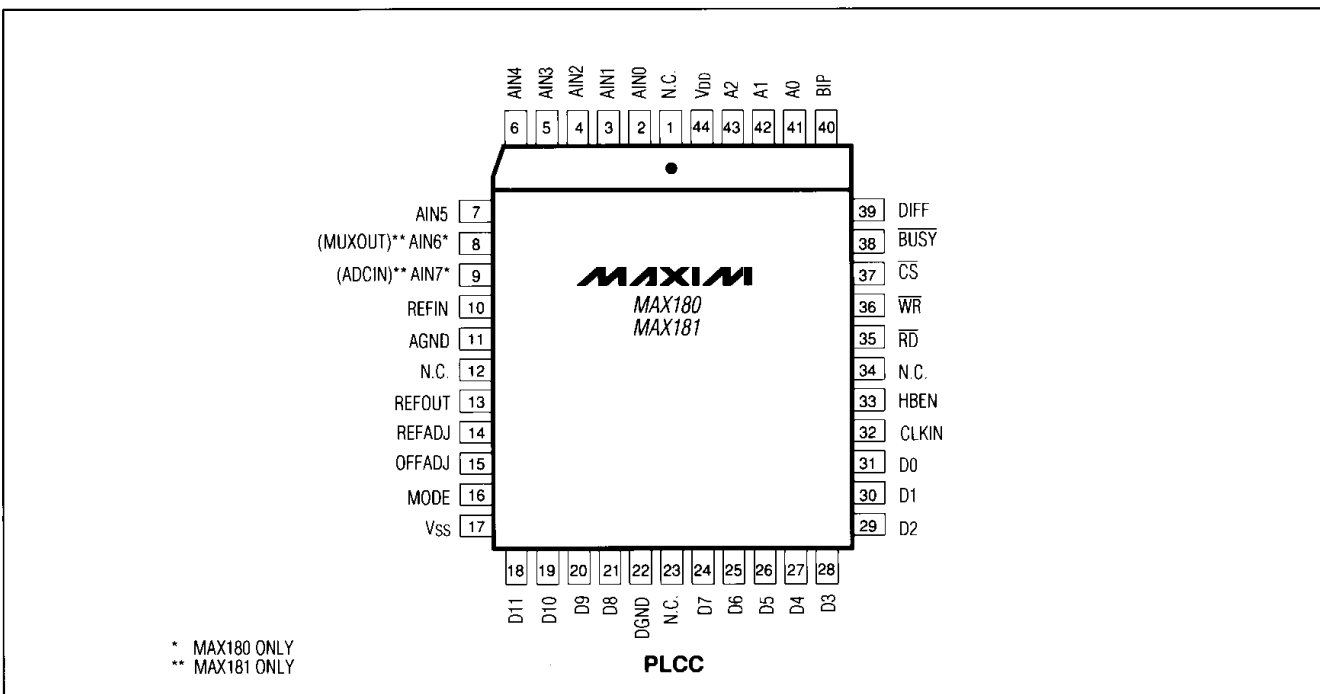 AIN4 AIN3 AIN2 AIN1 AIN0 N.C. VDD A2 A1 A0 BIP
6 5 4 3 2 1 44 43 42 41 40
AIN5 7
(MUXOUT)** AIN6* 8
(ADCIN)** AIN7* 9
REFIN 10
AGND 11
N.C. 12
REFOUT 13
REFADJ 14
OFFADJ 15
MODE 16
VSS 17
MAXIM
MAX180
MAX181
39 DIFF
38 B̅U̅S̅Y̅
37 C̅S̅
36 W̅R̅
35 R̅D̅
34 N.C.
33 HBEN
32 CLKIN
31 D0
30 D1
29 D2
18 19 20 21 22 23 24 25 26 27 28
D11 D10 D9 D8 DGND N.C. D7 D6 D5 D4 D3
* MAX180 ONLY
** MAX181 ONLY
PLCC